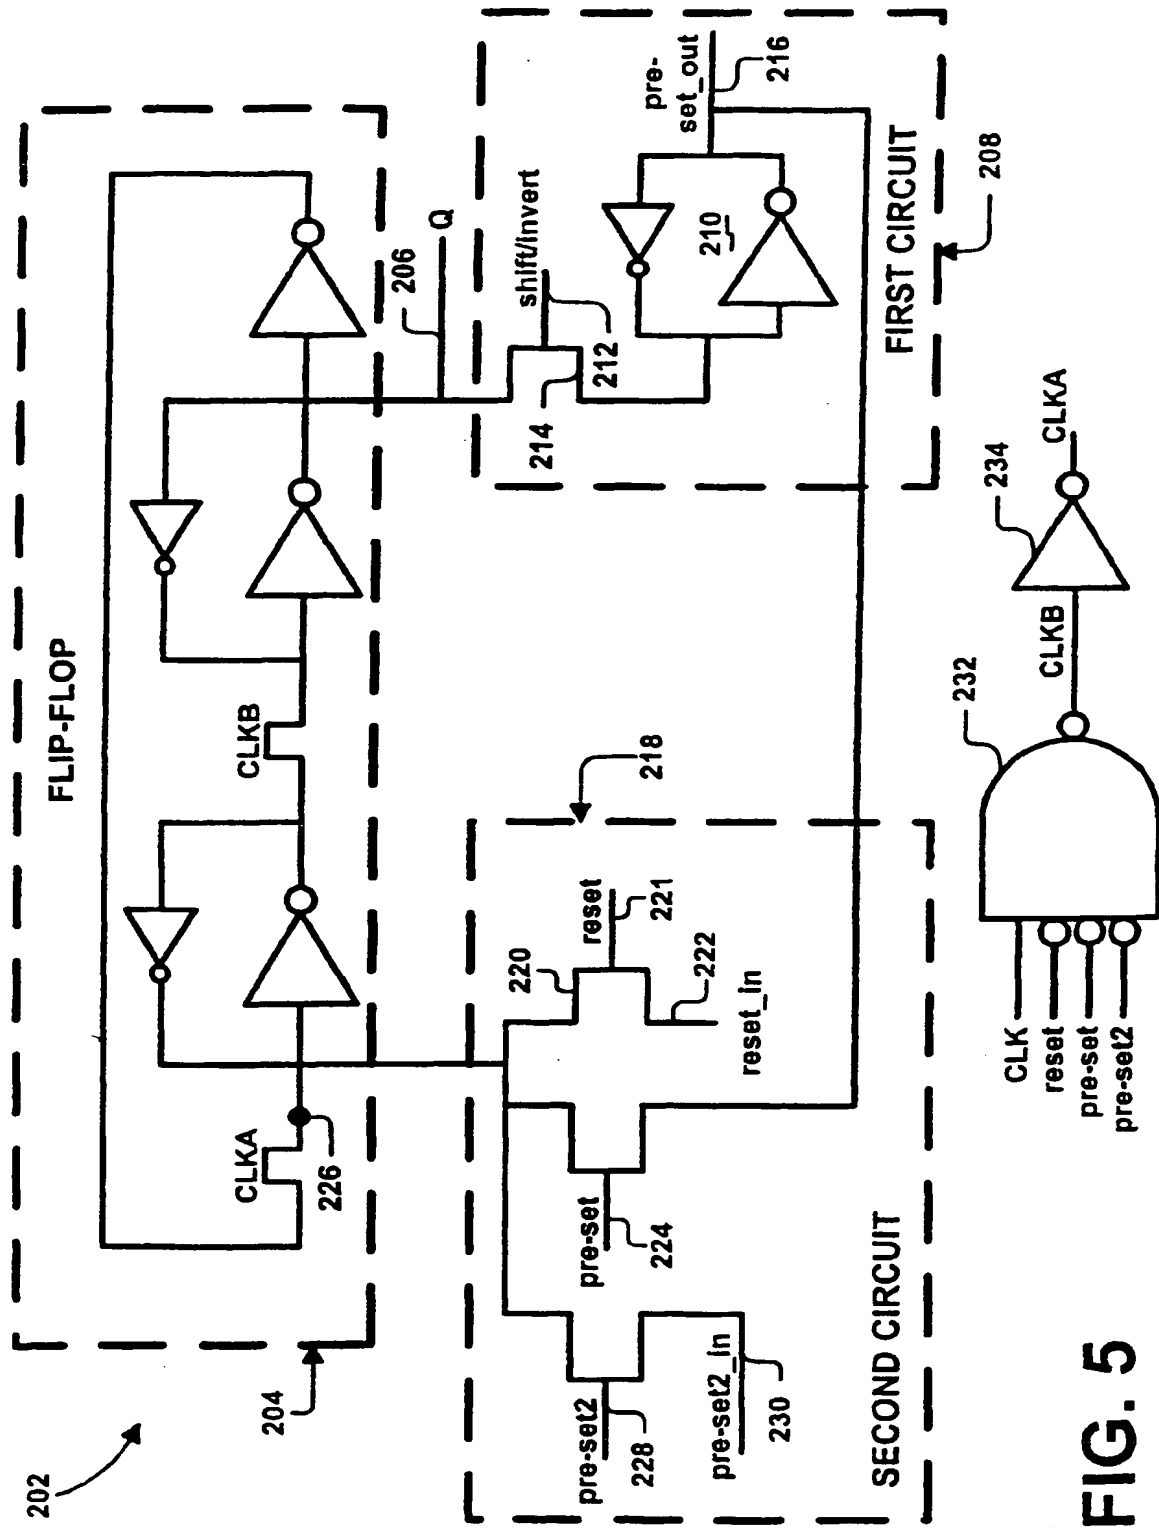 202
204
FLIP-FLOP
CLKA
226
CLKB
206
Q
218
SECOND CIRCUIT
pre-set2
228
pre-set2_in
230
pre-set
224
220
reset
221
222
reset_in
214
212
shift/invert
210
pre-
set_out
216
FIRST CIRCUIT
208
CLK
reset
pre-set
pre-set2
232
CLKB
234
CLKA
FIG. 5